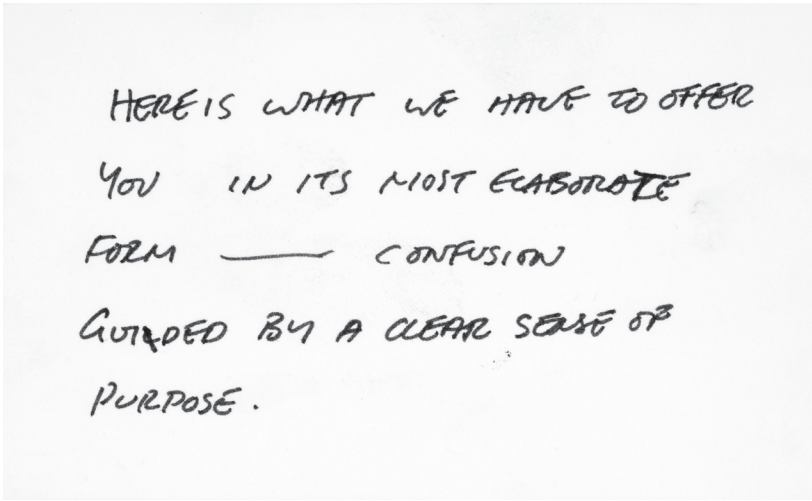 HERE IS WHAT WE HAVE TO OFFER
YOU IN ITS MOST ELABORATE
FORM — CONFUSION
GUIDED BY A CLEAR SENSE OF
PURPOSE.